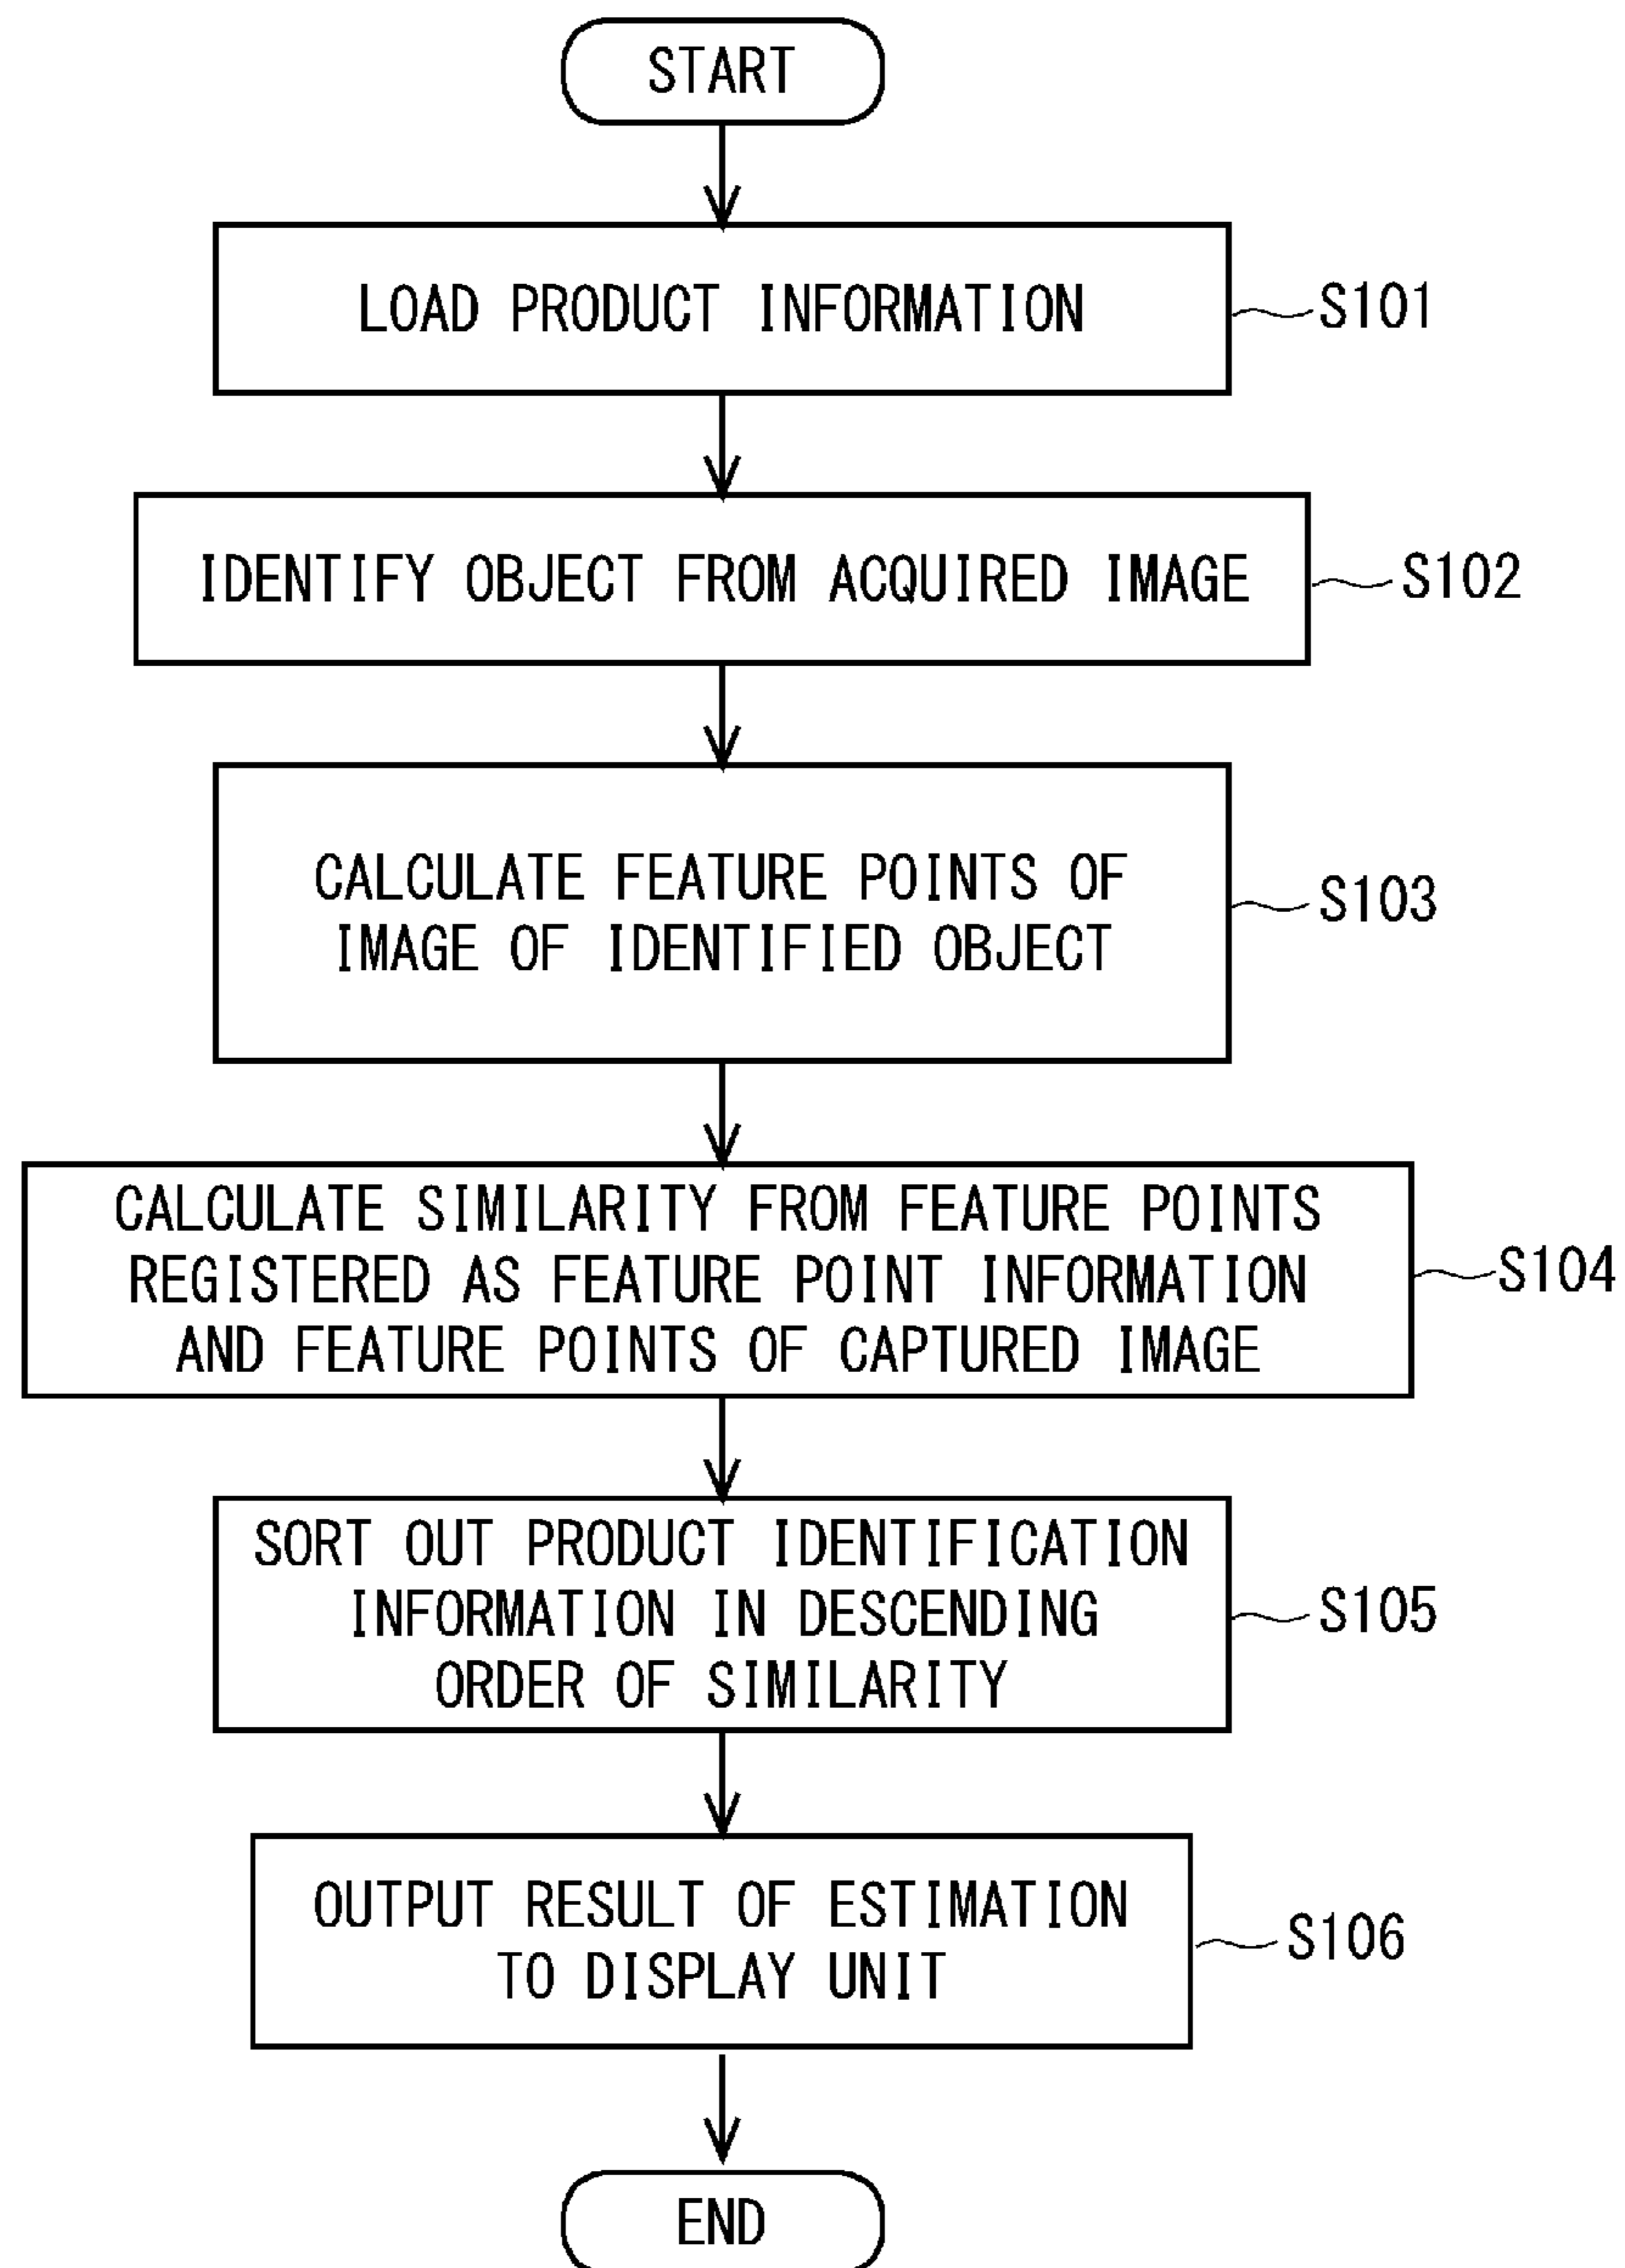 START
LOAD PRODUCT INFORMATION
S101
IDENTIFY OBJECT FROM ACQUIRED IMAGE
S102
CALCULATE FEATURE POINTS OF
IMAGE OF IDENTIFIED OBJECT
S103
CALCULATE SIMILARITY FROM FEATURE POINTS
REGISTERED AS FEATURE POINT INFORMATION
AND FEATURE POINTS OF CAPTURED IMAGE
S104
SORT OUT PRODUCT IDENTIFICATION
INFORMATION IN DESCENDING
ORDER OF SIMILARITY
S105
OUTPUT RESULT OF ESTIMATION
TO DISPLAY UNIT
S106
END